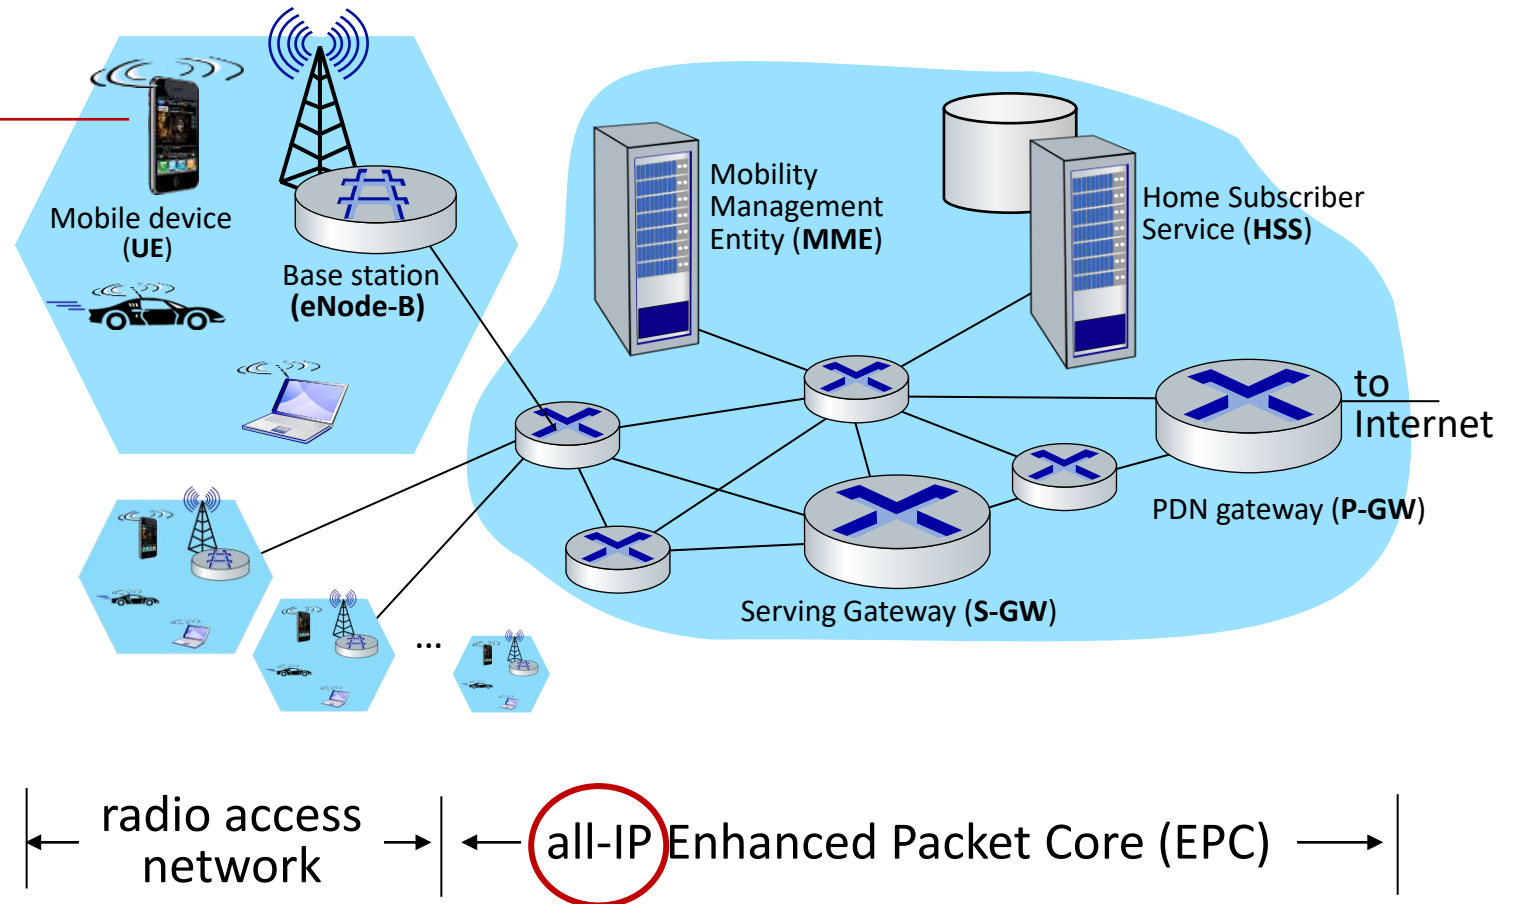 Mobile device
(UE)
Base station
(eNode-B)
Mobility
Management
Entity (MME)
Home Subscriber
Service (HSS)
to
Internet
PDN gateway (P-GW)
Serving Gateway (S-GW)
...
radio access
network
all-IP Enhanced Packet Core (EPC)